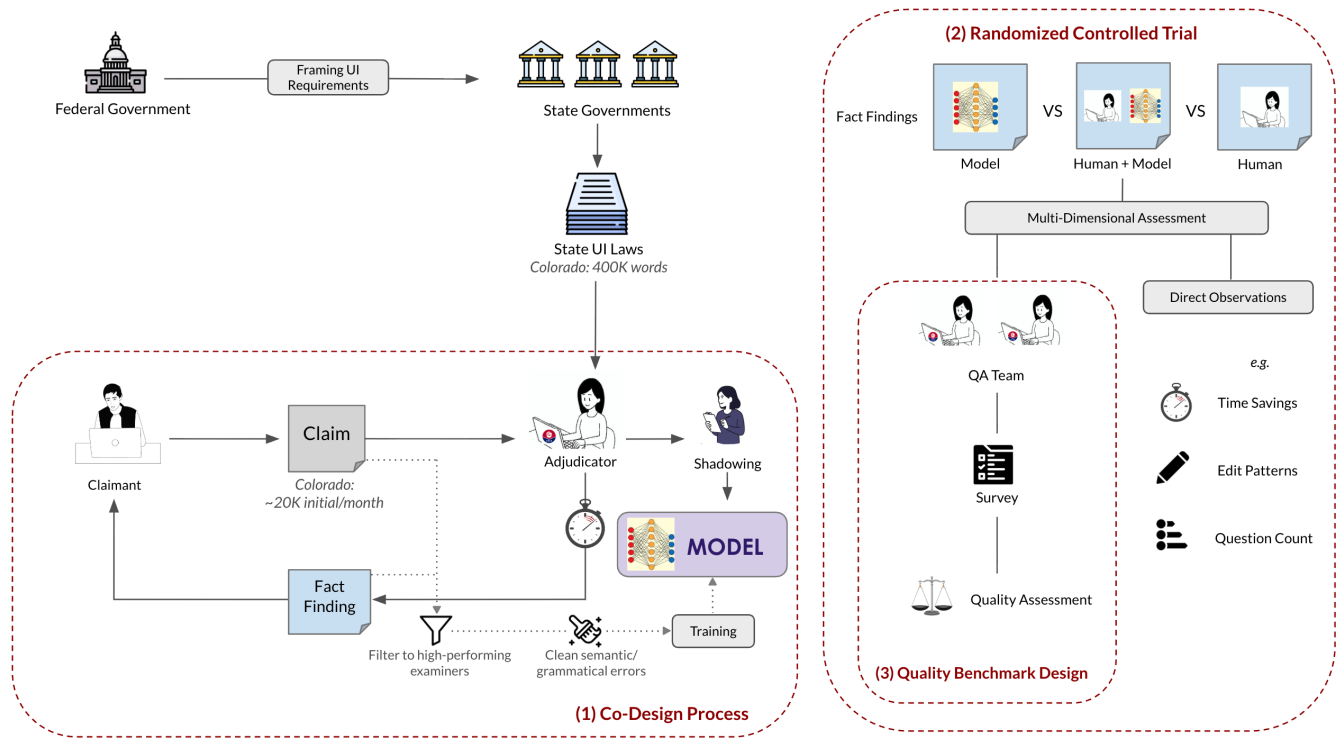 Federal Government
Framing UI
Requirements
State Governments
State UI Laws
Colorado: 400K words
Claimant
Claim
Colorado:
~20K initial/month
Adjudicator
Shadowing
MODEL
Fact
Finding
Filter to high-performing
examiners
Clean semantic/
grammatical errors
Training
(1) Co-Design Process
(2) Randomized Controlled Trial
Fact Findings
VS
VS
Model
Human + Model
Human
Multi-Dimensional Assessment
Direct Observations
QA Team
Survey
Quality Assessment
(3) Quality Benchmark Design
e.g.
Time Savings
Edit Patterns
Question Count